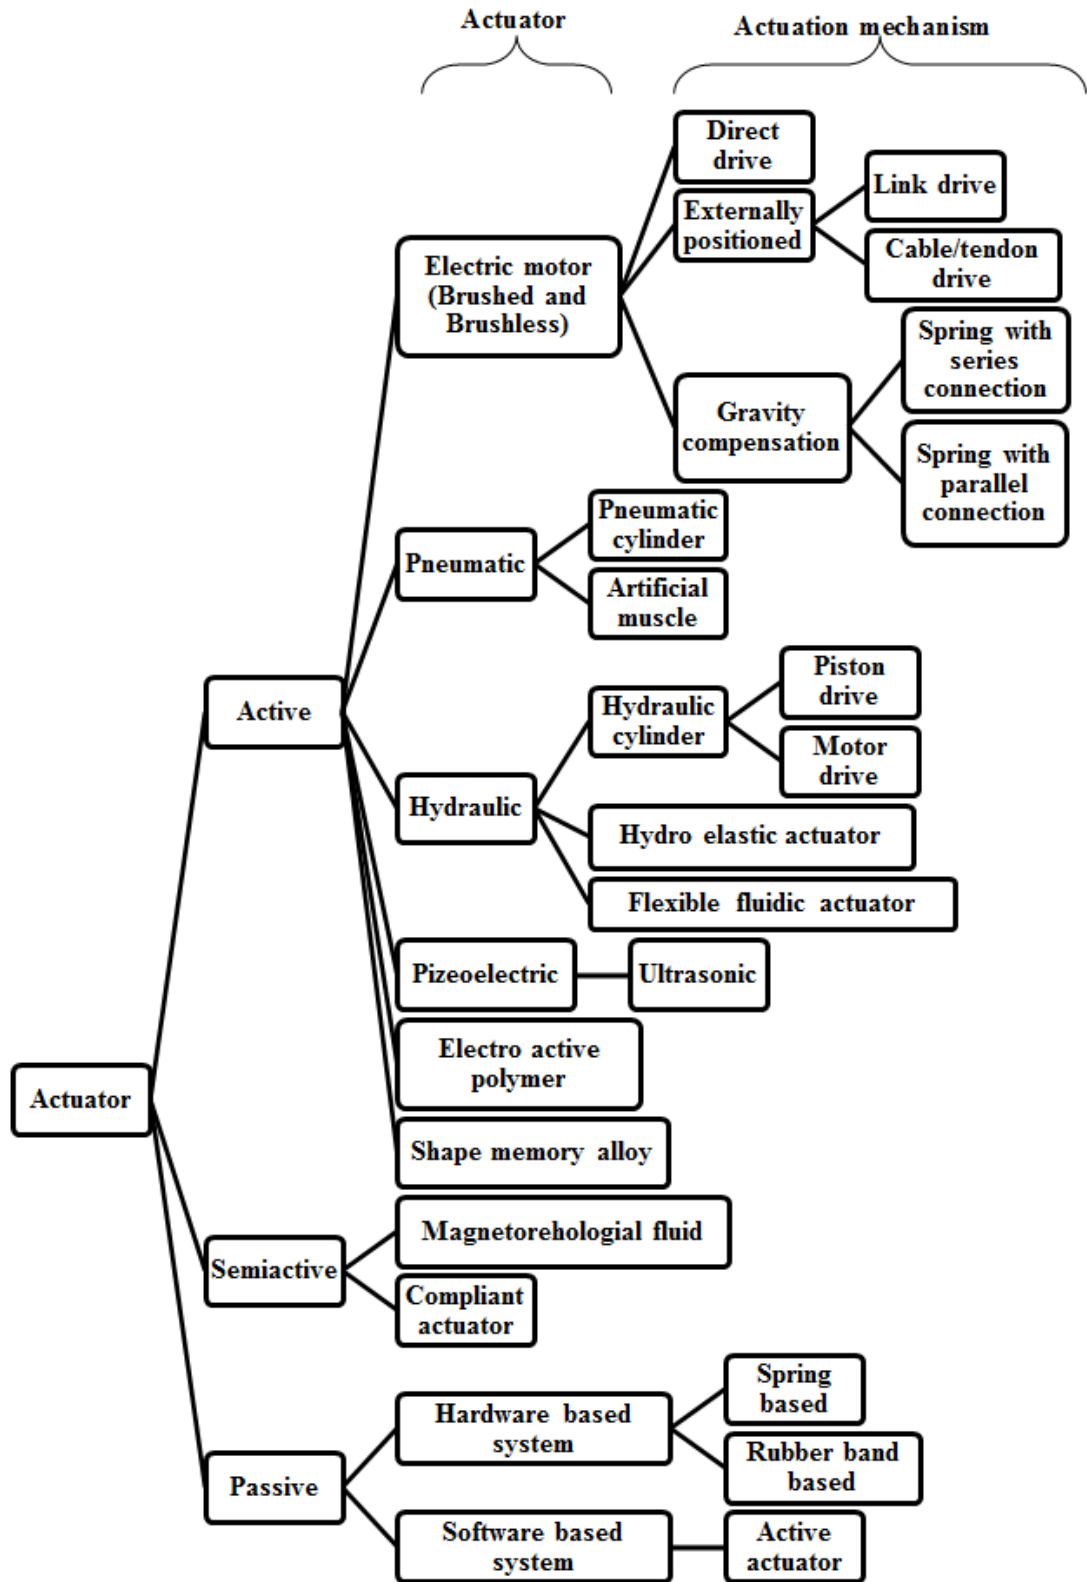 Actuator
Actuation mechanism
Direct
drive
Link drive
Externally
positioned
Cable/tendon
drive
Electric motor
(Brushed and
Brushless)
Spring with
series
connection
Gravity
compensation
Spring with
parallel
connection
Pneumatic
cylinder
Pneumatic
Artificial
muscle
Piston
drive
Active
Hydraulic
cylinder
Motor
drive
Hydraulic
Hydro elastic actuator
Flexible fluidic actuator
Pizeoelectric
Ultrasonic
Electro active
polymer
Actuator
Shape memory alloy
Magnetorehologial fluid
Semiactive
Compliant
actuator
Spring
based
Hardware based
system
Rubber band
based
Passive
Software based
system
Active
actuator